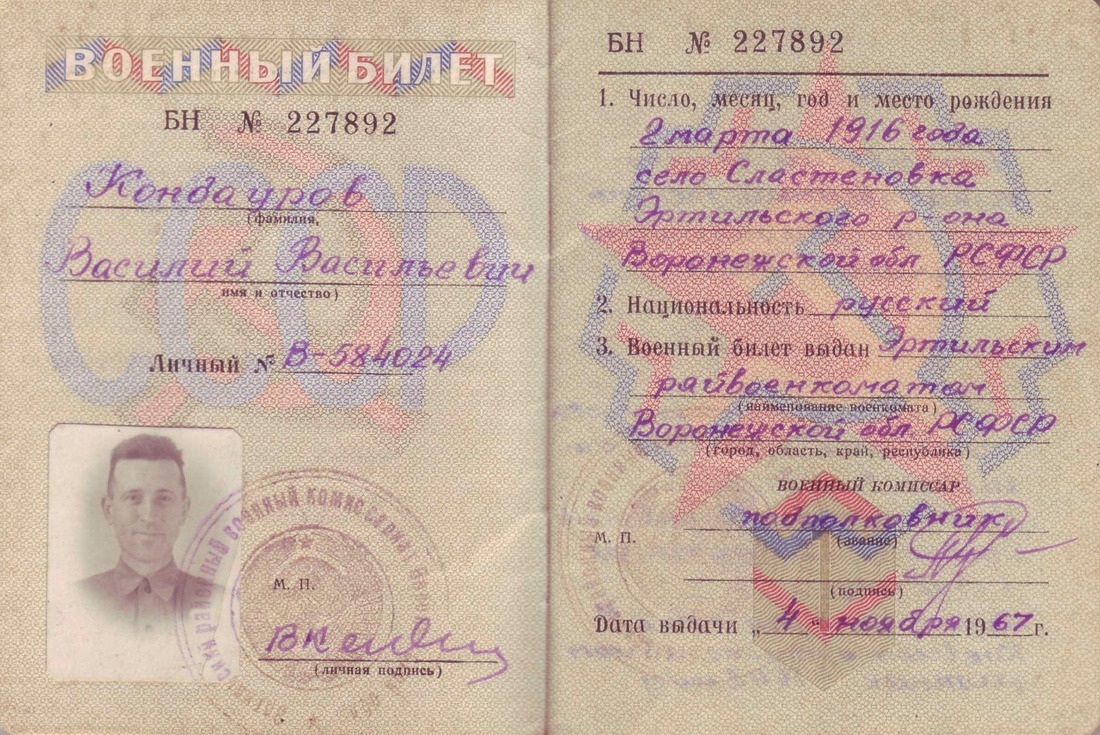 ВОЕННЫЙ БИЛЕТ
БН № 227892
Конбауров
(фамилия,
Василий Васильевич
имя и отчество)
Личный № В-584024
М. П.
(личная подпись)
БН № 227892
1. Число, месяц, год и место рождения
2 марта 1916 года
село Сластеновка
Эртильского р-она
Воронежской обл РСФСР
2. Национальность русский
3. Военный билет выдан Эртильским
райвоенкоматом
(наименование военкомата)
Воронежской обл. РСФСР
(город, область, край, республика)
ВОЕННЫЙ КОМИССАР
подполковник
М. П.
(звание)
(подпись)
Дата выдачи „4" ноября 1967 г.